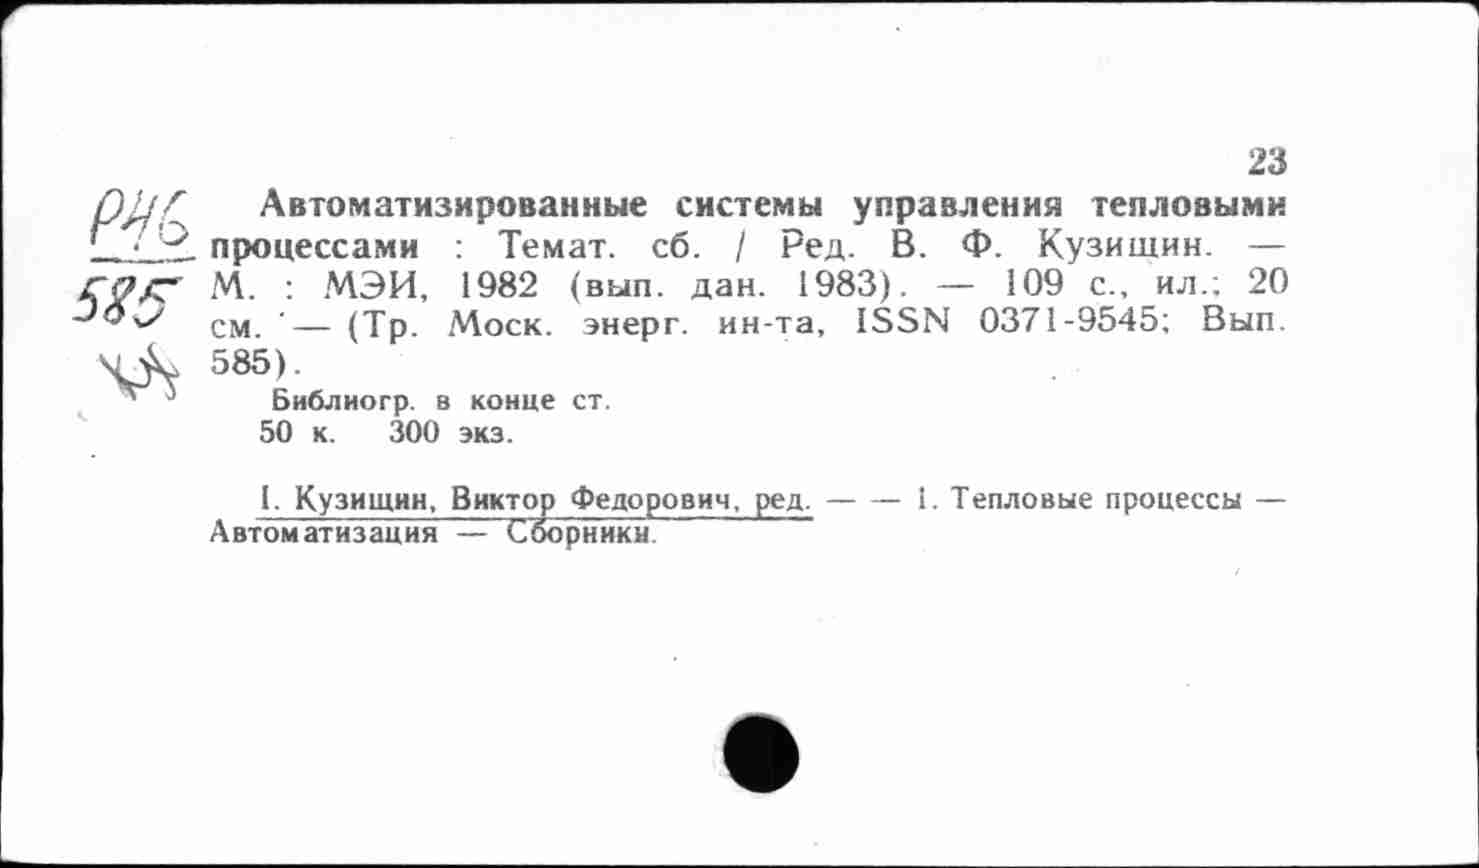 23
Р46
Автоматизированные системы управления тепловыми
процессами : Темат. сб. / Ред. В. Ф. Кузищин. —
585
М. : МЭИ, 1982 (вып. дан. 1983). — 109 с., ил.; 20
см. — (Тр. Моск. энерг. ин-та, ISSN 0371-9545; Вып.
585).
Библиогр. в конце ст.
50 к. 300 экз.
I. Кузищин, Виктор Федорович, ред. — — 1. Тепловые процессы —
Автоматизация — Сборники.